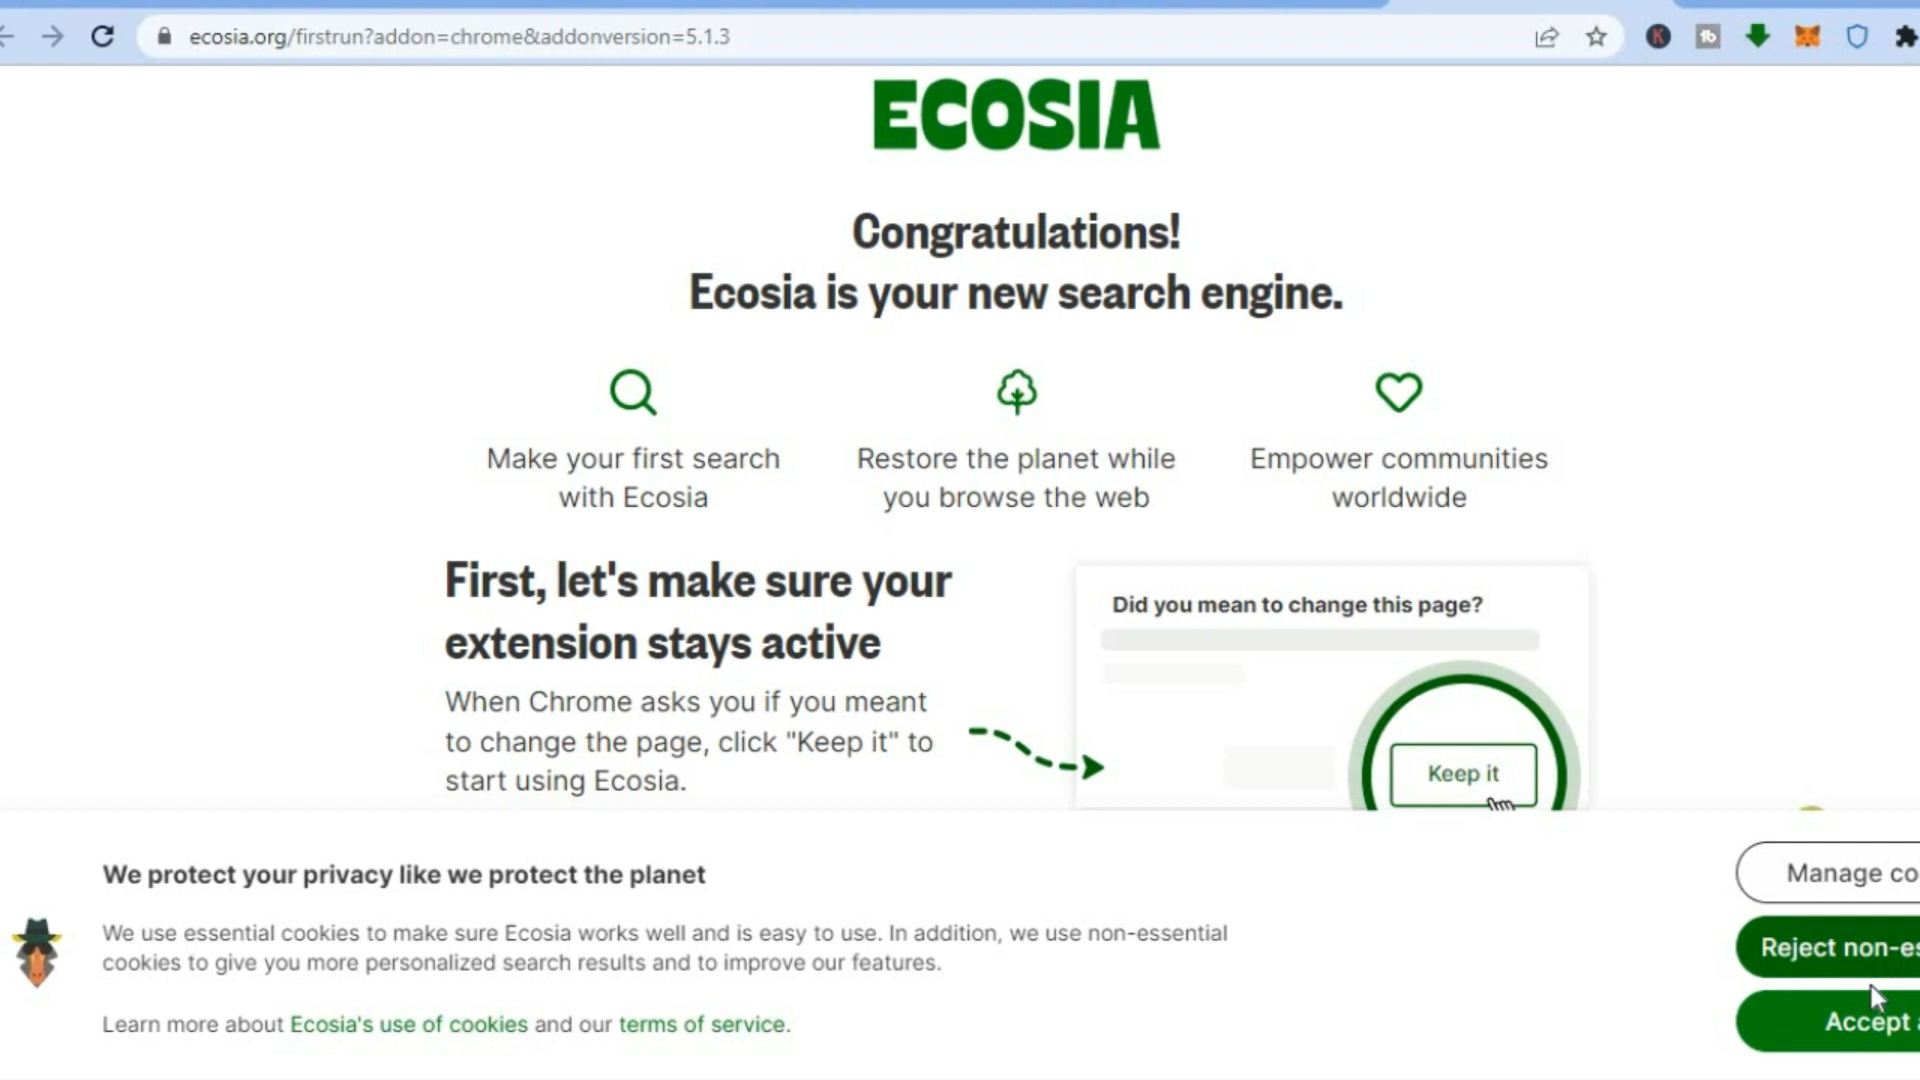 ecosia.org/firstrun?addon=chrome&addonversion=5.1.3
ECOSIA
Congratulations!
Ecosia is your new search engine.
Make your first search
with Ecosia
Restore the planet while
you browse the web
Empower communities
worldwide
First, let's make sure your
extension stays active
When Chrome asks you if you meant
to change the page, click "Keep it" to
start using Ecosia.
Did you mean to change this page?
Keep it
We protect your privacy like we protect the planet
We use essential cookies to make sure Ecosia works well and is easy to use. In addition, we use non-essential
cookies to give you more personalized search results and to improve our features.
Learn more about Ecosia's use of cookies and our terms of service.
Manage co
Reject non-es
Accept